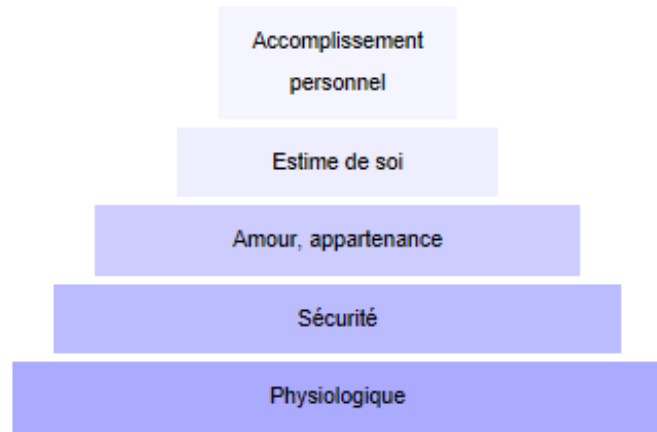 Accomplissement
personnel
Estime de soi
Amour, appartenance
Sécurité
Physiologique